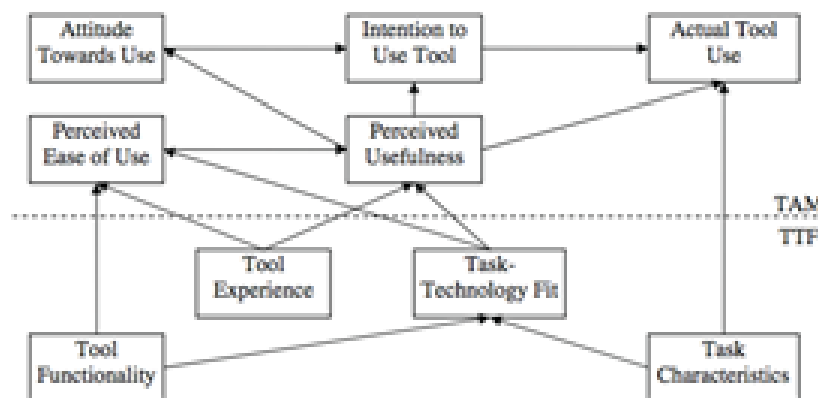 Attitude
Towards Use
Intention to
Use Tool
Actual Tool
Use
Perceived
Ease of Use
Perceived
Usefulness
TAM
TTF
Tool
Experience
Task-
Technology Fit
Tool
Functionality
Task
Characteristics